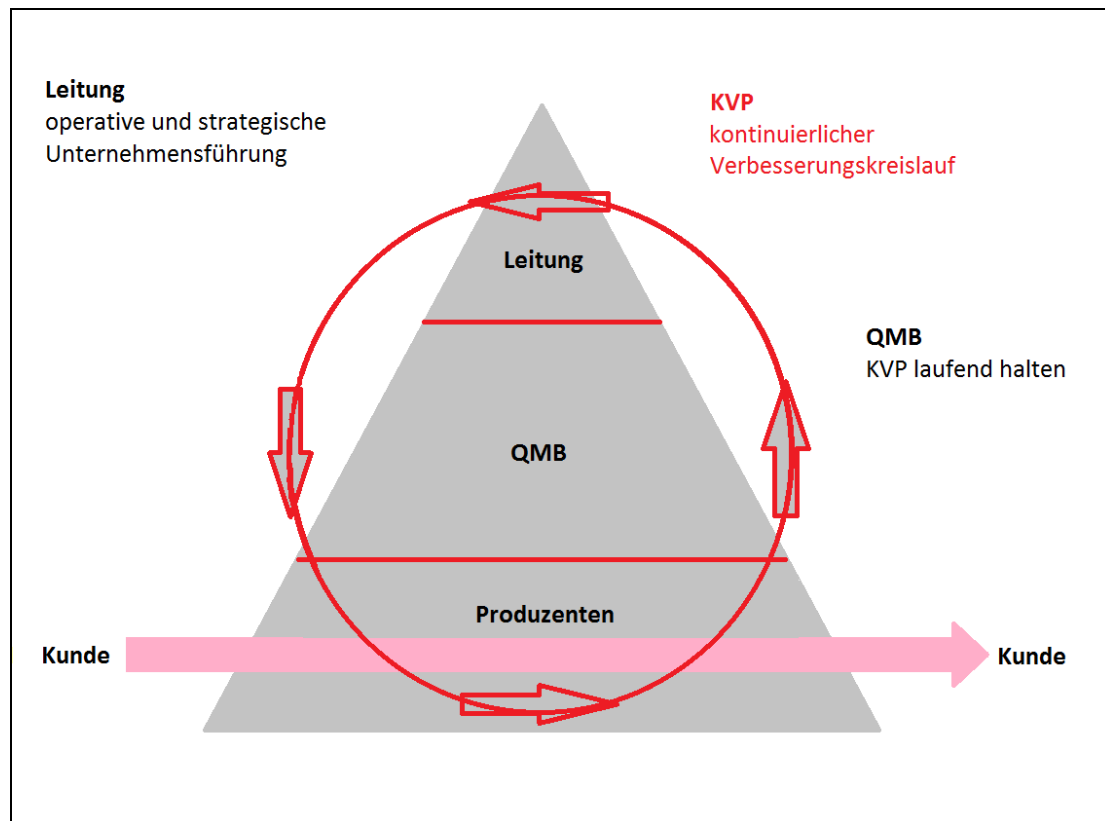 Leitung
operative und strategische
Unternehmensführung
KVP
kontinuierlicher
Verbesserungskreislauf
Leitung
QMB
KVP laufend halten
QMB
Produzenten
Kunde
Kunde